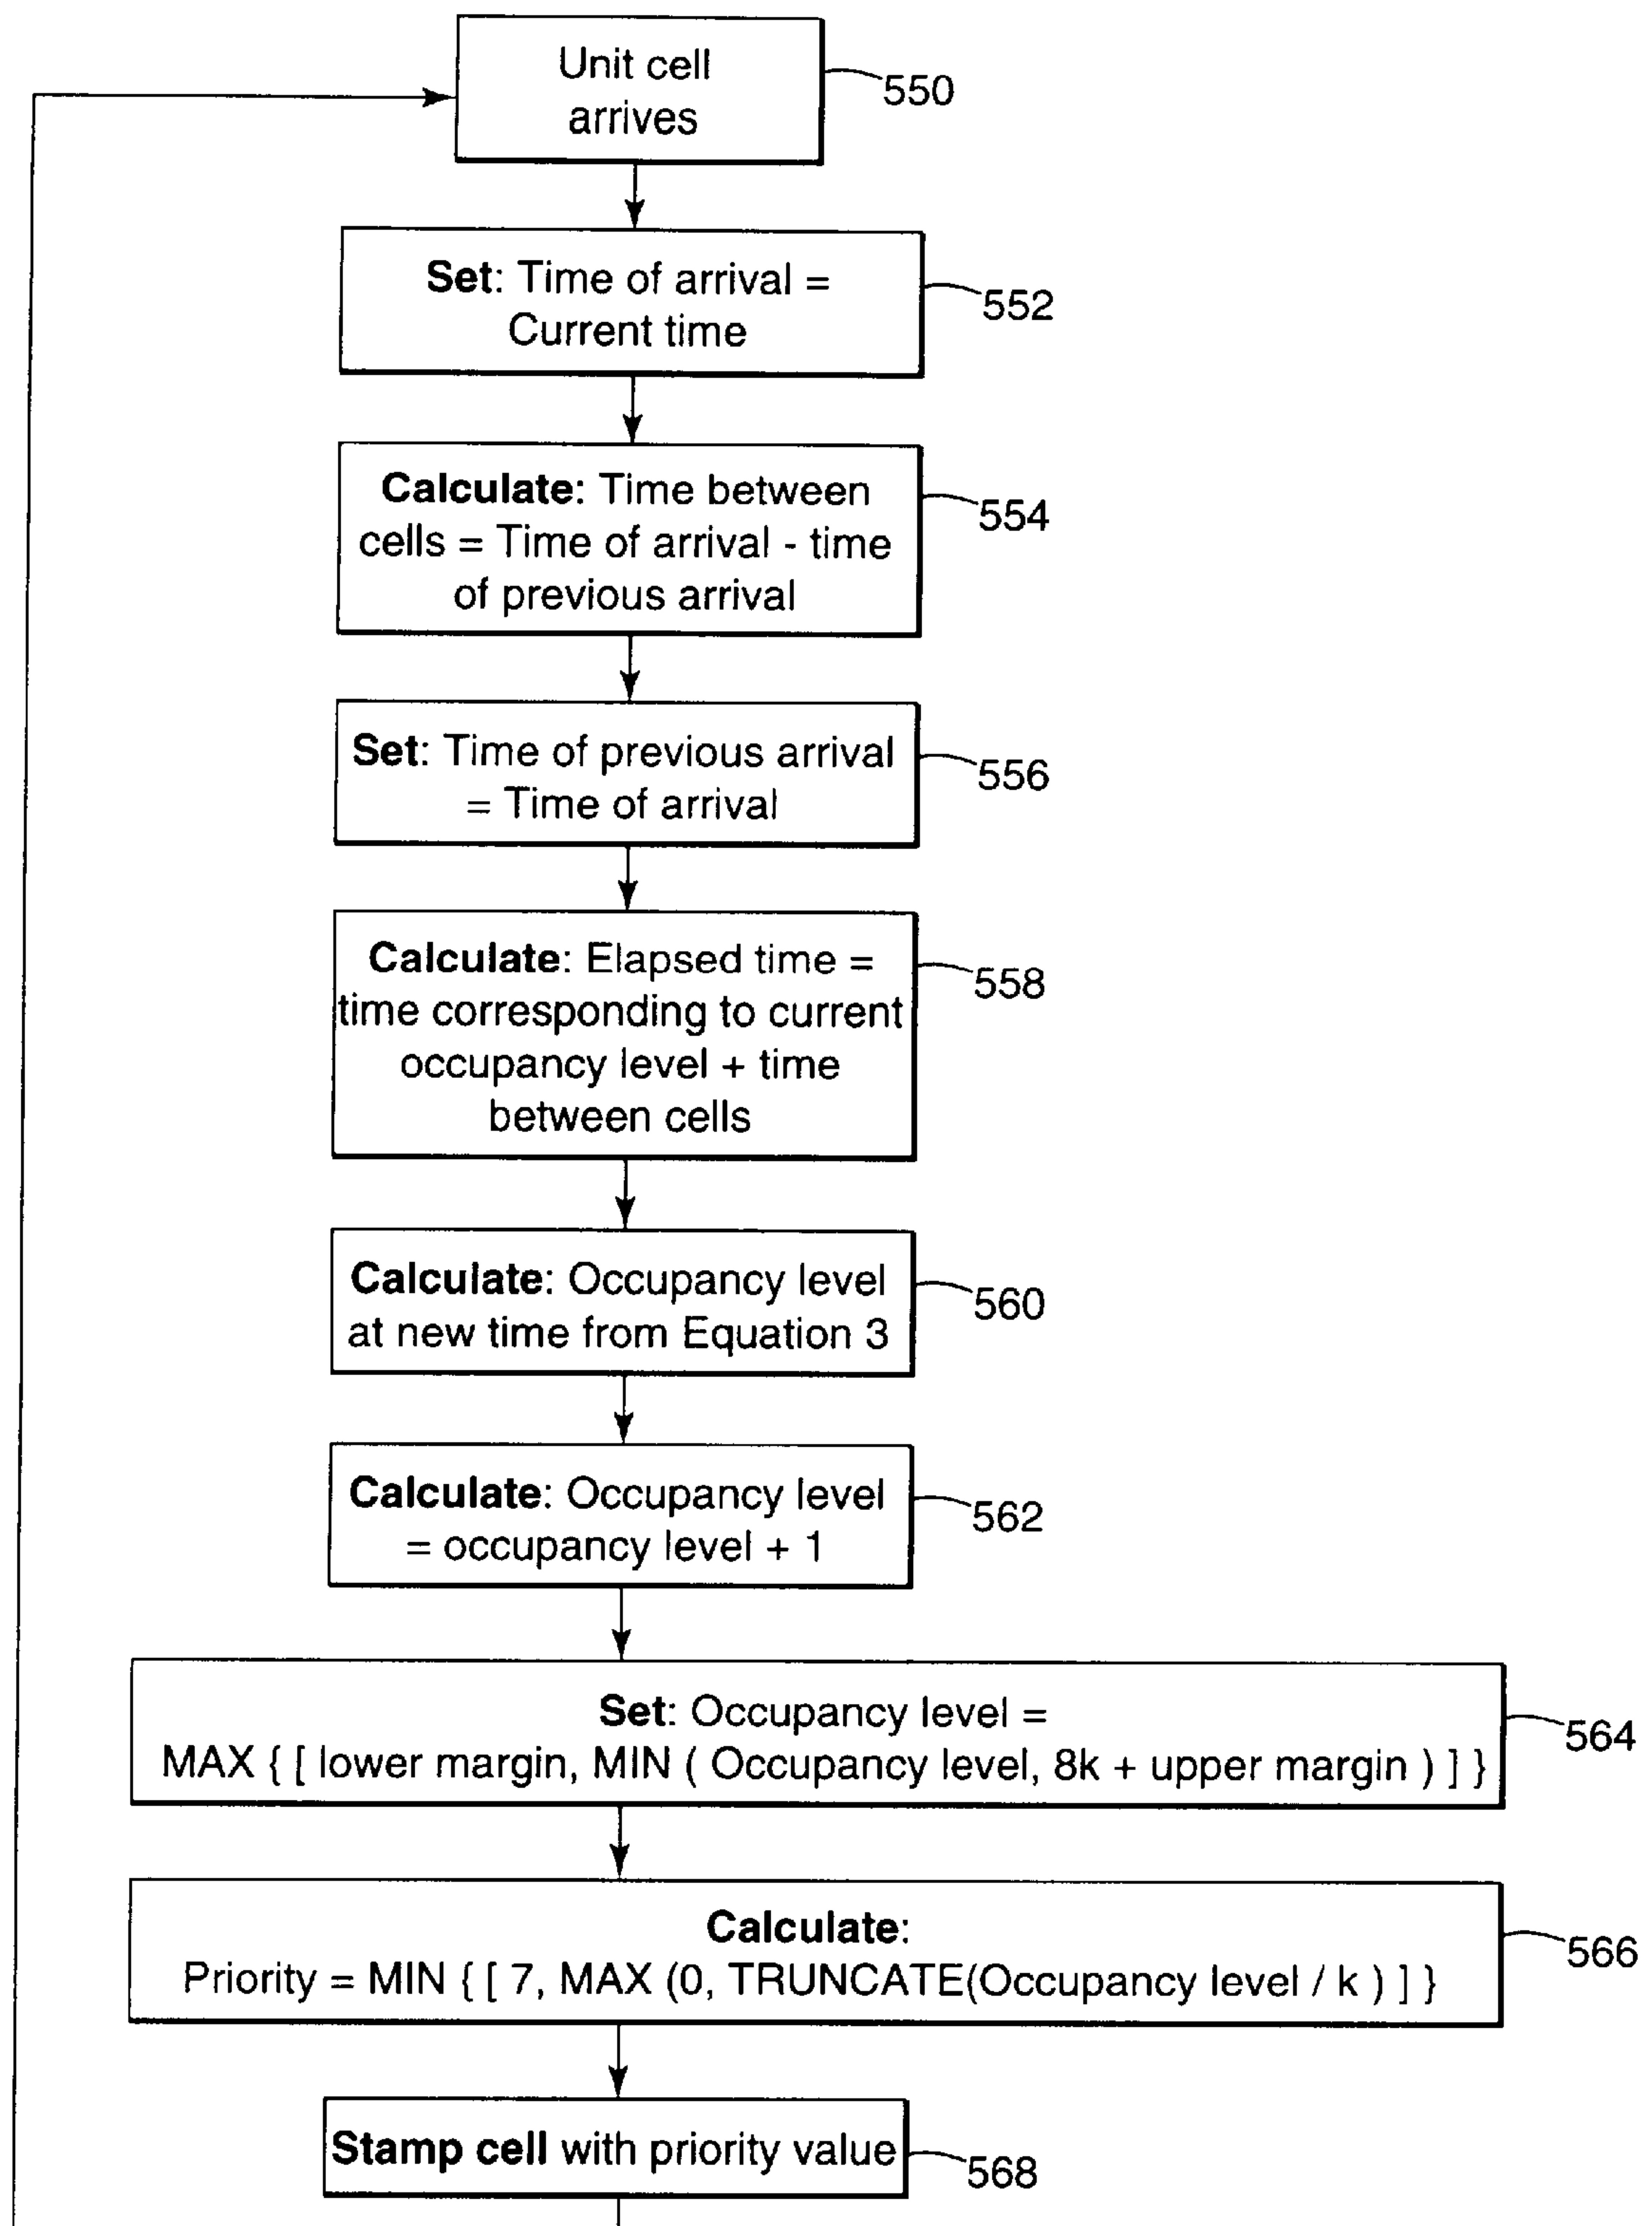 Unit cell
arrives
550
Set: Time of arrival =
Current time
552
Calculate: Time between
cells = Time of arrival - time
of previous arrival
554
Set: Time of previous arrival
= Time of arrival
556
Calculate: Elapsed time =
time corresponding to current
occupancy level + time
between cells
558
Calculate: Occupancy level
at new time from Equation 3
560
Calculate: Occupancy level
= occupancy level + 1
562
Set: Occupancy level =
MAX { [ lower margin, MIN ( Occupancy level, 8k + upper margin ) ] }
564
Calculate:
Priority = MIN { [ 7, MAX (0, TRUNCATE(Occupancy level / k ) ] }
566
Stamp cell with priority value
568